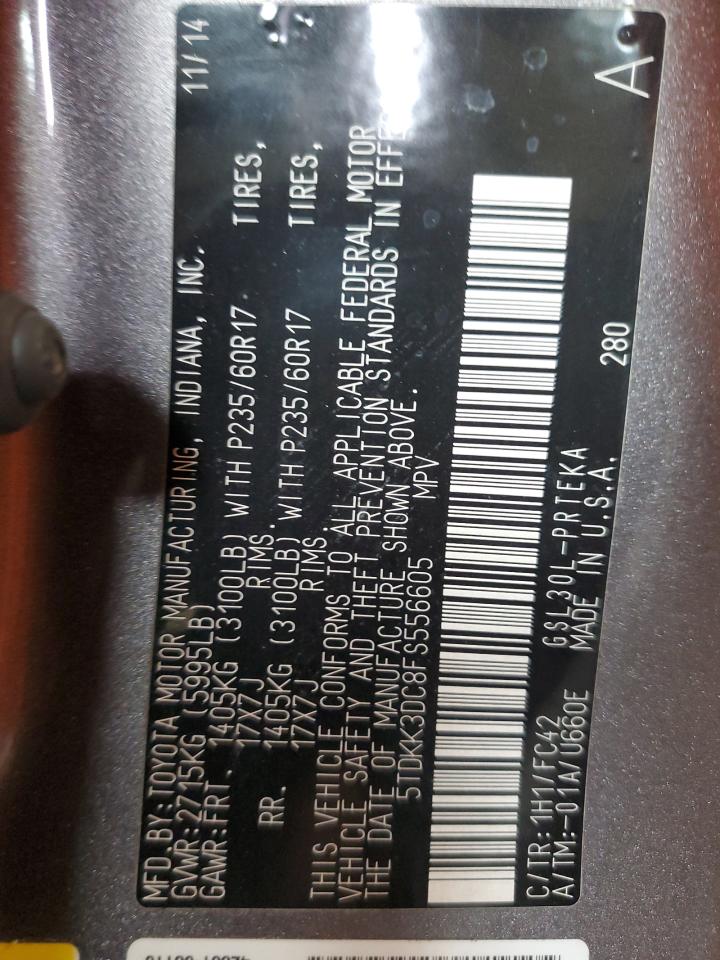 MFD.BY:TOYOTA MOTOR MANUFACTURING, INDIANA, INC. 11/14
GVWR:2715KG (5995LB)
GAWR:FRT. 1405KG (3100LB) WITH P235/60R17 TIRES,
17X7J RIMS.
RR. 1405KG (3100LB) WITH P235/60R17 TIRES,
17X7J RIMS.
THIS VEHICLE CONFORMS TO ALL APPLICABLE FEDERAL MOTOR
VEHICLE SAFETY AND THEFT PREVENTION STANDARDS IN EFFE
THE DATE OF MANUFACTURE SHOWN ABOVE.
5TDKK3DC8FS556605 MPV
C/TR:1H1/FC42 GSL30L-PRTEKA 280 A
A/TM:-01A/U660E MADE IN U.S.A.